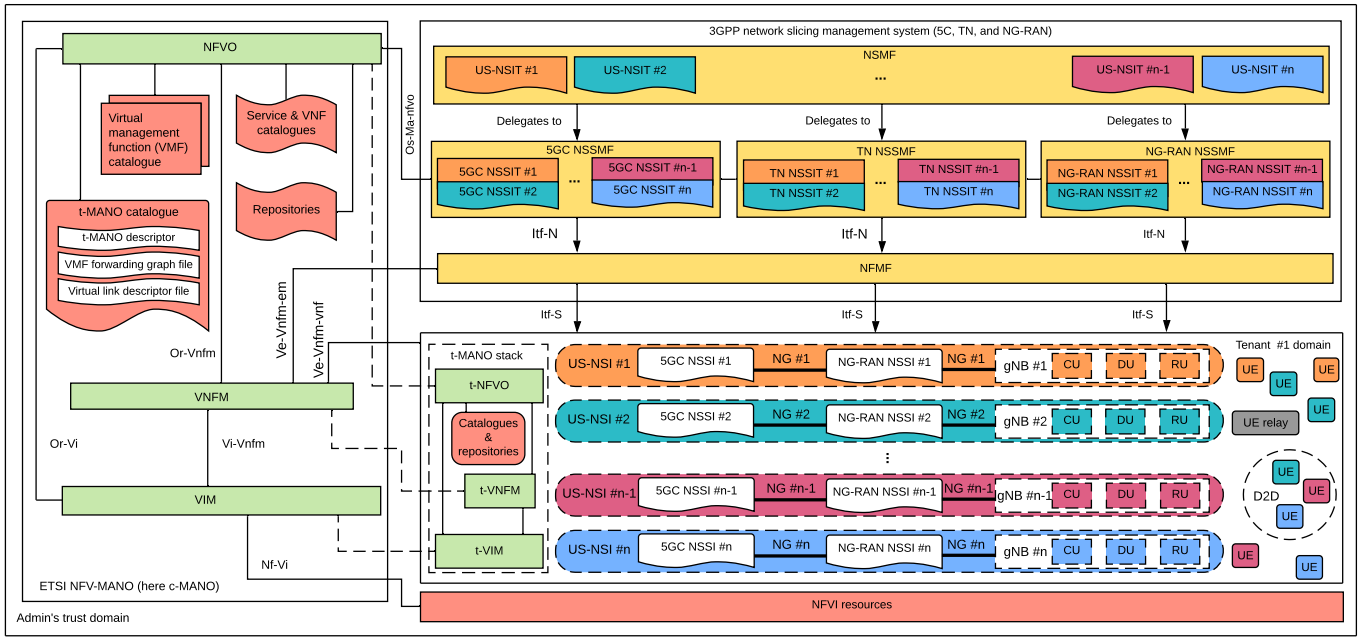 NFVO
Virtual
management
function (VMF)
catalogue
Service & VNF
catalogues
Repositories
t-MANO catalogue
t-MANO descriptor
VMF forwarding graph file
Virtual link descriptor file
Or-Vnfm
Ve-Vnfm-em
Ve-Vnfm-vnf
Os-Ma-nfvo
VNFM
Or-Vi
Vi-Vnfm
VIM
Nf-Vi
ETSI NFV-MANO (here c-MANO)
Admin's trust domain
3GPP network slicing management system (5C, TN, and NG-RAN)
NSMF
US-NSIT #1
US-NSIT #2
...
US-NSIT #n-1
US-NSIT #n
Delegates to
Delegates to
Delegates to
5GC NSSMF
5GC NSSIT #1
5GC NSSIT #2
...
5GC NSSIT #n-1
5GC NSSIT #n
TN NSSMF
TN NSSIT #1
TN NSSIT #2
...
TN NSSIT #n-1
TN NSSIT #n
NG-RAN NSSMF
NG-RAN NSSIT #1
NG-RAN NSSIT #2
...
NG-RAN NSSIT #n-1
NG-RAN NSSIT #n
Itf-N
Itf-N
Itf-N
NFMF
Itf-S
Itf-S
Itf-S
t-MANO stack
t-NFVO
Catalogues
&
repositories
t-VNFM
t-VIM
US-NSI #1
5GC NSSI #1
NG #1
NG-RAN NSSI #1
NG #1
gNB #1
CU
DU
RU
US-NSI #2
5GC NSSI #2
NG #2
NG-RAN NSSI #2
NG #2
gNB #2
CU
DU
RU
...
US-NSI #n-1
5GC NSSI #n-1
NG #n-1
NG-RAN NSSI #n-1
NG #n-1
gNB #n-1
CU
DU
RU
US-NSI #n
5GC NSSI #n
NG #n
NG-RAN NSSI #n
NG #n
gNB #n
CU
DU
RU
Tenant #1 domain
UE
UE
UE
UE
UE relay
UE
D2D
UE
UE
UE
UE
NFVI resources